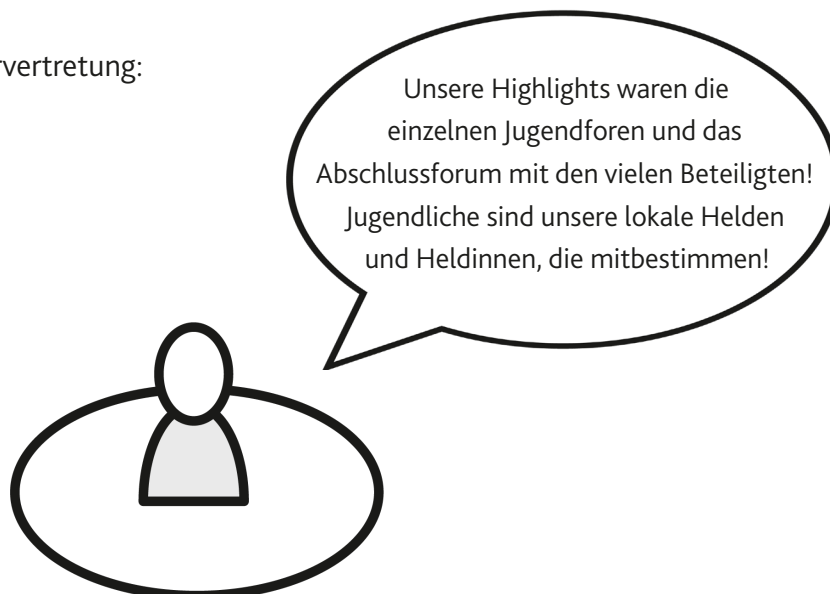 rvertretung:
Unsere Highlights waren die
einzelnen Jugendforen und das
Abschlussforum mit den vielen Beteiligten!
Jugendliche sind unsere lokale Helden
und Heldinnen, die mitbestimmen!